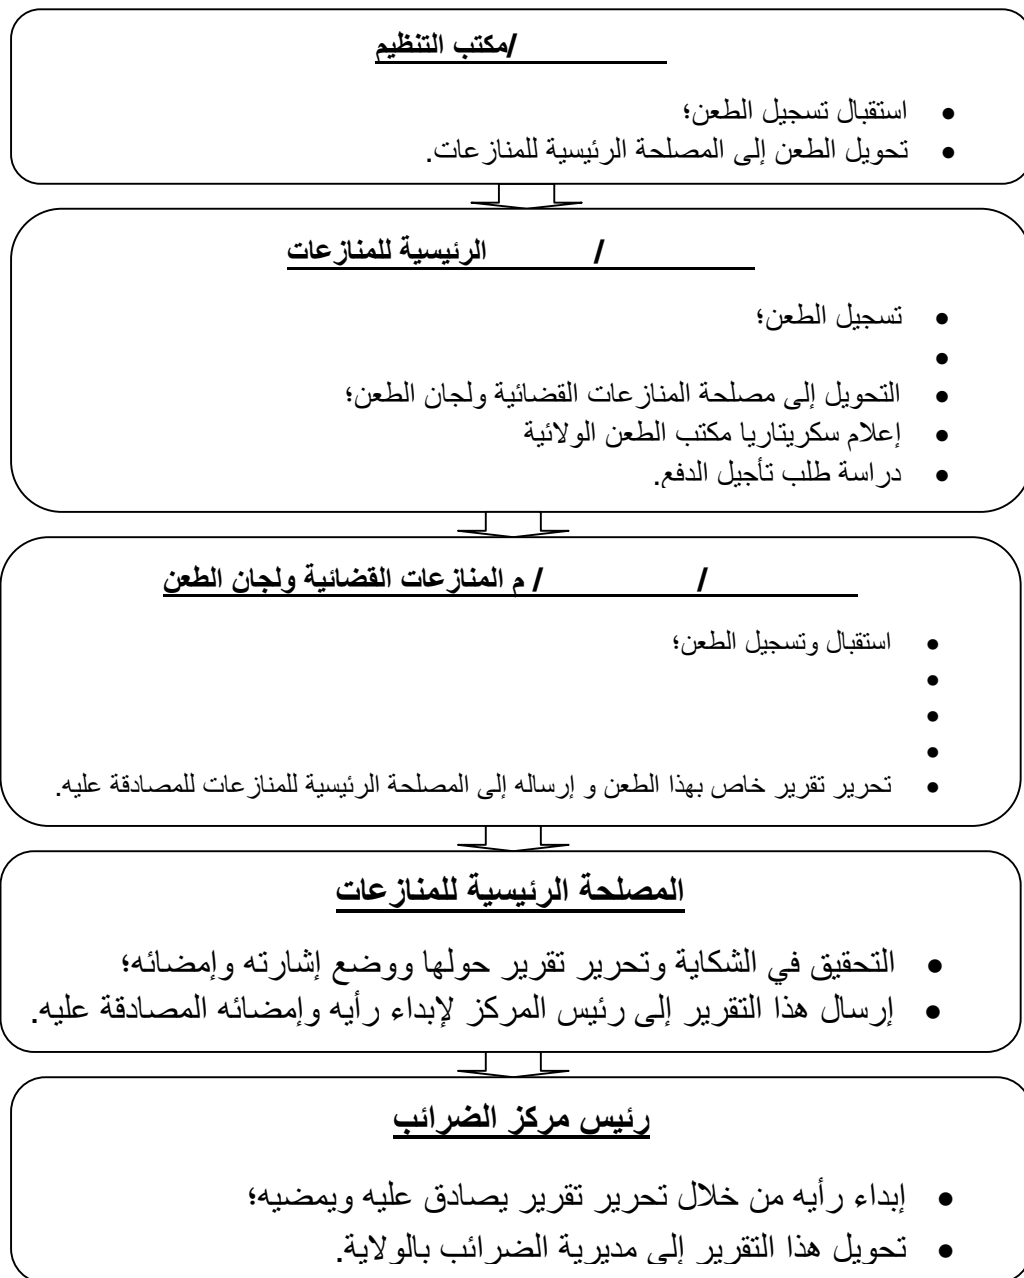 /مكتب التنظيم
• استقبال تسجيل الطعن؛
• تحويل الطعن إلى المصلحة الرئيسية للمنازعات.
/ الرئيسية للمنازعات
• تسجيل الطعن؛
•
• التحويل إلى مصلحة المنازعات القضائية ولجان الطعن؛
• إعلام سكريتاريا مكتب الطعن الولائية
• دراسة طلب تأجيل الدفع.
/ / م المنازعات القضائية ولجان الطعن
• استقبال وتسجيل الطعن؛
•
•
•
• تحرير تقرير خاص بهذا الطعن و إرساله إلى المصلحة الرئيسية للمنازعات للمصادقة عليه.
المصلحة الرئيسية للمنازعات
• التحقيق في الشكاية وتحرير تقرير حولها ووضع إشارته وإمضائه؛
• إرسال هذا التقرير إلى رئيس المركز لإبداء رأيه وإمضائه المصادقة عليه.
رئيس مركز الضرائب
• إبداء رأيه من خلال تحرير تقرير يصادق عليه ويمضيه؛
• تحويل هذا التقرير إلى مديرية الضرائب بالولاية.